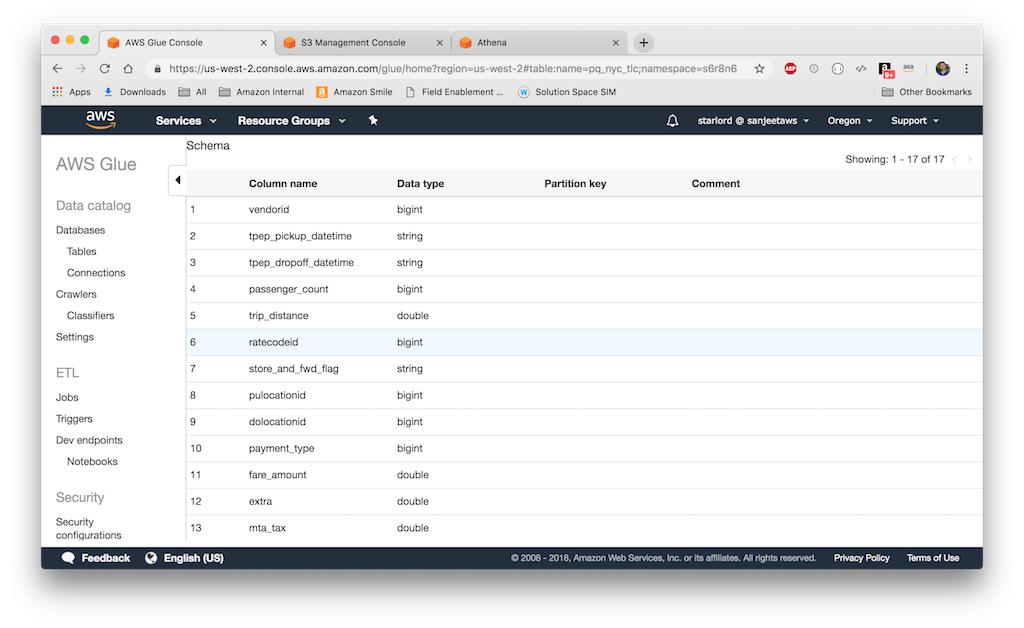 AWS Glue Console
S3 Management Console
Athena
https://us-west-2.console.aws.amazon.com/glue/home?region=us-west-2#table:name=pq_nyc_tlc;namespace=s6r8n6
ABP
9+
aea
Apps
Downloads
All
Amazon Internal
Amazon Smile
Field Enablement ...
Solution Space SIM
Other Bookmarks
aws
Services
Resource Groups
starlord @ sanjeetaws
Oregon
Support
AWS Glue
Data catalog
Databases
Tables
Connections
Crawlers
Classifiers
Settings
ETL
Jobs
Triggers
Dev endpoints
Notebooks
Security
Security
configurations
Schema
Showing: 1 - 17 of 17
Column name Data type Partition key Comment
1 vendorid bigint
2 tpep_pickup_datetime string
3 tpep_dropoff_datetime string
4 passenger_count bigint
5 trip_distance double
6 ratecodeid bigint
7 store_and_fwd_flag string
8 pulocationid bigint
9 dolocationid bigint
10 payment_type bigint
11 fare_amount double
12 extra double
13 mta_tax double
Feedback
English (US)
© 2008 - 2018, Amazon Web Services, Inc. or its affiliates. All rights reserved.
Privacy Policy
Terms of Use